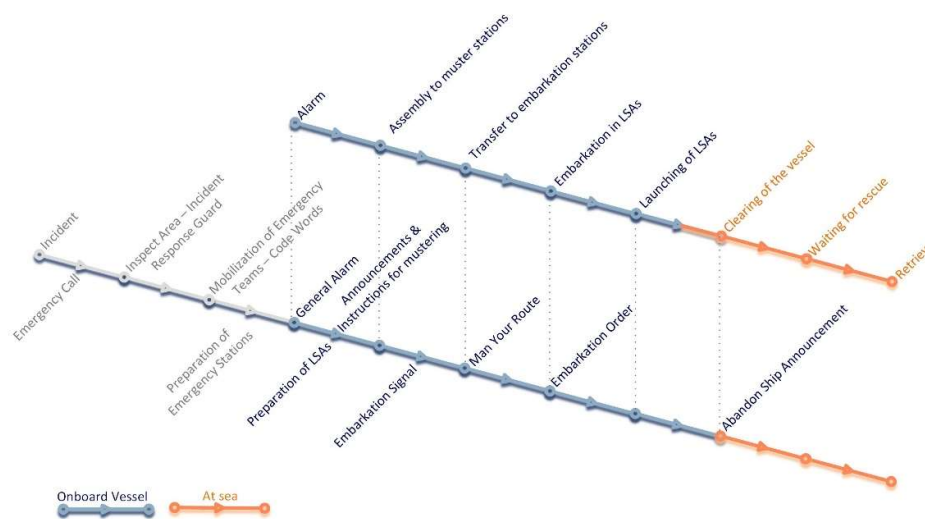 Alarm
Assembly to muster stations
Transfer to embarkation stations
Embarkation in LSAs
Launching of LSAs
Clearing of the vessel
Waiting for rescue
Incident
Emergency Call
Inspect Area – Incident
Response Guard
Mobilization of Emergency
Teams – Code Words
Preparation of
Emergency Stations
General Alarm
Announcements &
Instructions for mustering
Preparation of LSAs
Embarkation Signal
Man Your Route
Embarkation Order
Abandon Ship Announcement
Onboard Vessel
At sea